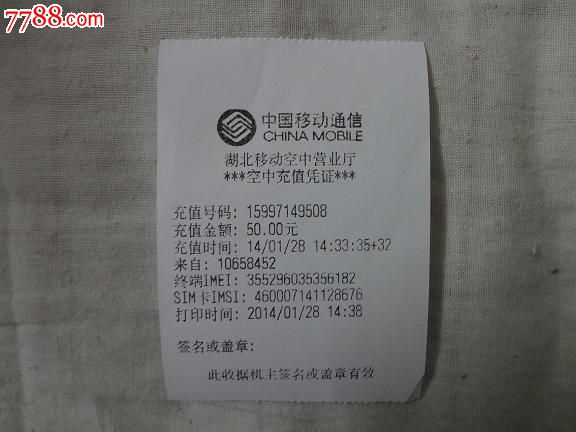 7788.com
中国移动通信
CHINA MOBILE
湖北移动空中营业厅
***空中充值凭证***
充值号码: 15997149508
充值金额: 50.00元
充值时间: 14/01/28 14:33:35+32
来自: 10658452
终端IMEI: 355296035356182
SIM卡IMSI: 460007141128676
打印时间: 2014/01/28 14:38
签名或盖章:
此收据机主签名或盖章有效